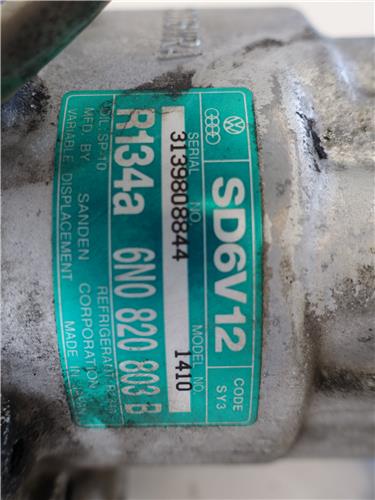 SD6V12
CODE
SY3
SERIAL NO.
3139808844
MODEL NO.
1410
R134a 6N0 820 803 B
OIL. SP-10
REFRIGERANT
MED. BY SANDEN CORPORATION
VARIABLE DISPLACEMENT
MADE IN